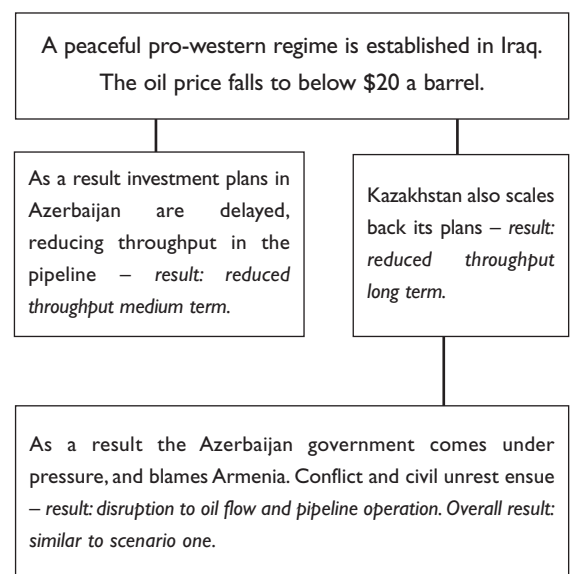 A peaceful pro-western regime is established in Iraq.
The oil price falls to below $20 a barrel.
As a result investment plans in
Azerbaijan are delayed,
reducing throughput in the
pipeline – result: reduced
throughput medium term.
Kazakhstan also scales
back its plans – result:
reduced throughput
long term.
As a result the Azerbaijan government comes under
pressure, and blames Armenia. Conflict and civil unrest ensue
– result: disruption to oil flow and pipeline operation. Overall result:
similar to scenario one.